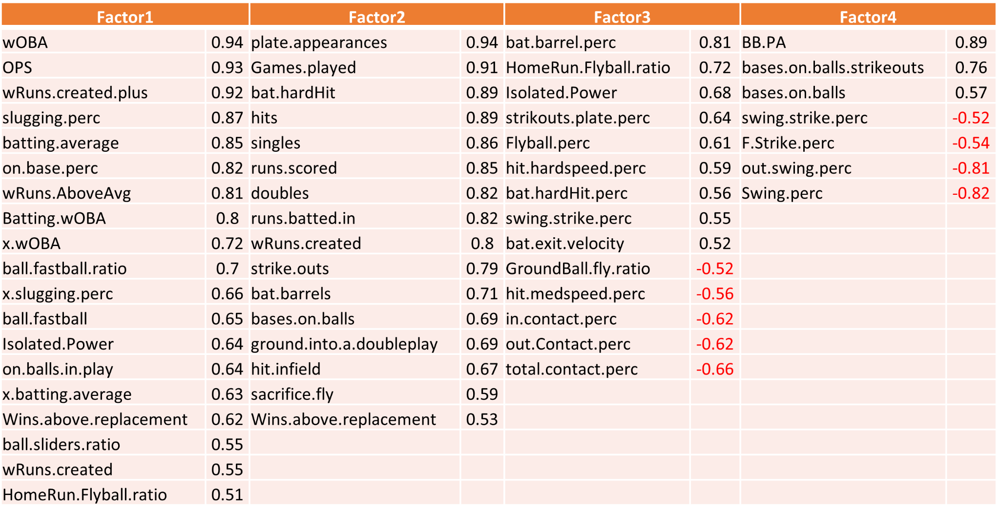 Factor1 Factor2 Factor3 Factor4
wOBA 0.94 plate.appearances 0.94 bat.barrel.perc 0.81 BB.PA 0.89
OPS 0.93 Games.played 0.91 HomeRun.Flyball.ratio 0.72 bases.on.balls.strikeouts 0.76
wRuns.created.plus 0.92 bat.hardHit 0.89 Isolated.Power 0.68 bases.on.balls 0.57
slugging.perc 0.87 hits 0.89 strikouts.plate.perc 0.64 swing.strike.perc -0.52
batting.average 0.85 singles 0.86 Flyball.perc 0.61 F.Strike.perc -0.54
on.base.perc 0.82 runs.scored 0.85 hit.hardspeed.perc 0.59 out.swing.perc -0.81
wRuns.AboveAvg 0.81 doubles 0.82 bat.hardHit.perc 0.56 Swing.perc -0.82
Batting.wOBA 0.8 runs.batted.in 0.82 swing.strike.perc 0.55
x.wOBA 0.72 wRuns.created 0.8 bat.exit.velocity 0.52
ball.fastball.ratio 0.7 strike.outs 0.79 GroundBall.fly.ratio -0.52
x.slugging.perc 0.66 bat.barrels 0.71 hit.medspeed.perc -0.56
ball.fastball 0.65 bases.on.balls 0.69 in.contact.perc -0.62
Isolated.Power 0.64 ground.into.a.doubleplay 0.69 out.Contact.perc -0.62
on.balls.in.play 0.64 hit.infield 0.67 total.contact.perc -0.66
x.batting.average 0.63 sacrifice.fly 0.59
Wins.above.replacement 0.62 Wins.above.replacement 0.53
ball.sliders.ratio 0.55
wRuns.created 0.55
HomeRun.Flyball.ratio 0.51